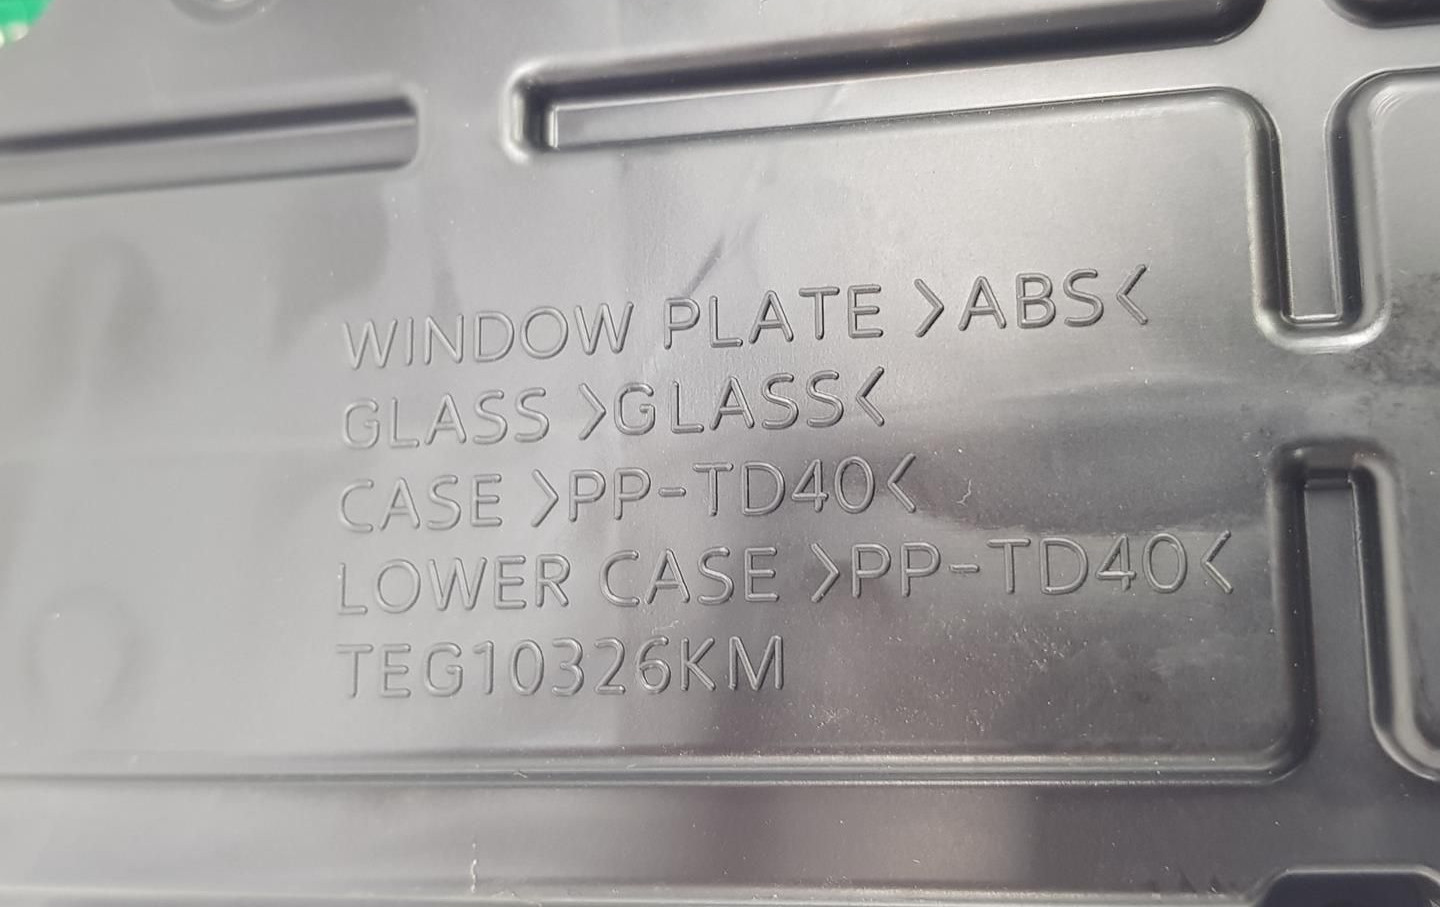 WINDOW PLATE >ABS<
GLASS >GLASS<
CASE >PP-TD40<
LOWER CASE >PP-TD40<
TEG10326KM